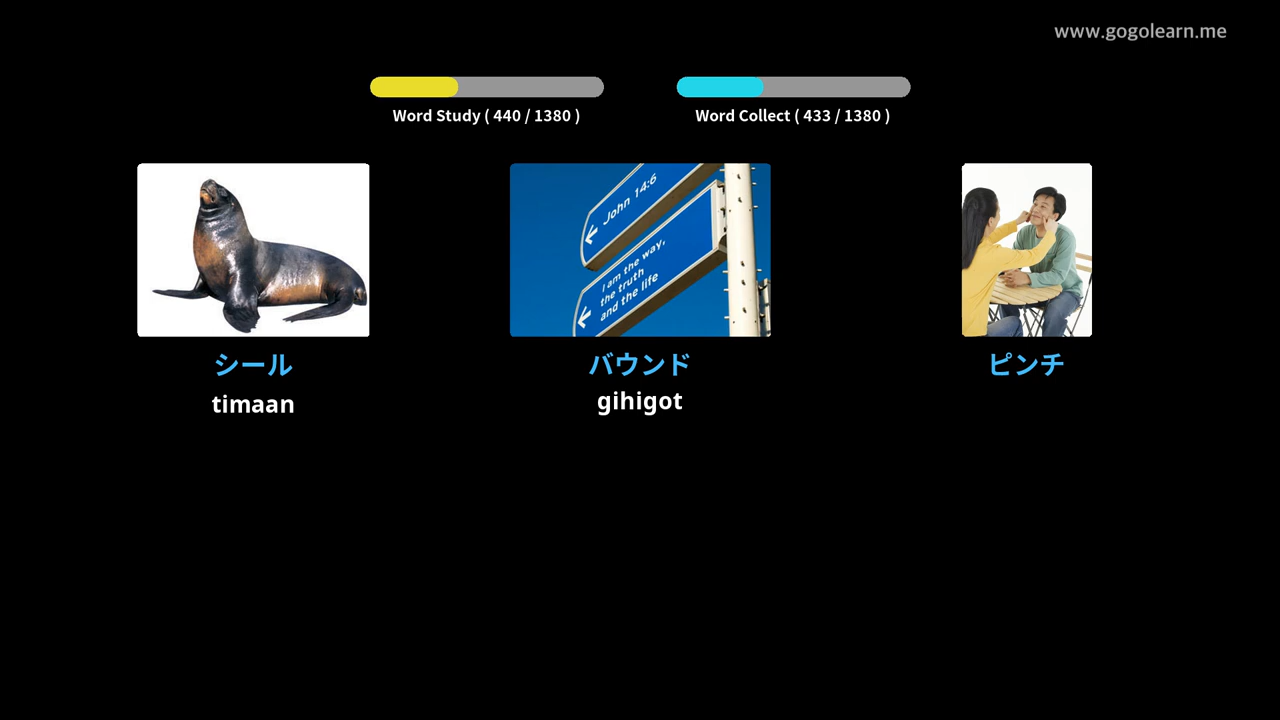 www.gogolearn.me
Word Study ( 440 / 1380 )
Word Collect ( 433 / 1380 )
John 14:6
I am the way,
the truth
and the life
シール
バウンド
ピンチ
timaan
gihigot